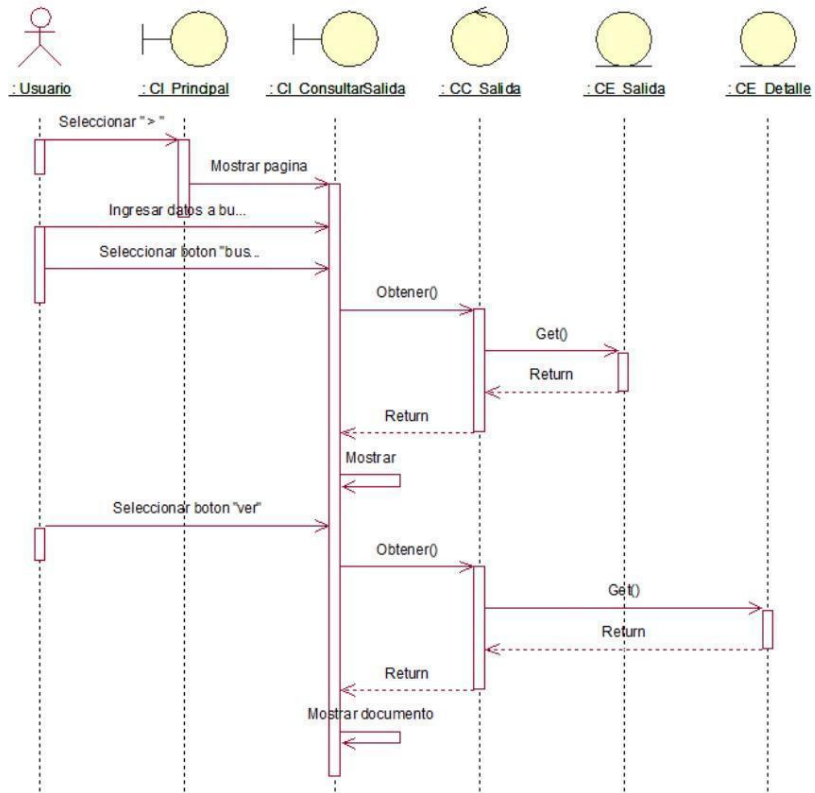 : Usuario
: CI_Principal
: CI_ConsultarSalida
: CC_Salida
: CE_Salida
: CE_Detalle
Seleccionar " > "
Mostrar pagina
Ingresar datos a bu...
Seleccionar boton "bus...
Obtener()
Get()
Return
Return
Mostrar
Seleccionar boton "ver"
Obtener()
Get()
Return
Return
Mostrar documento